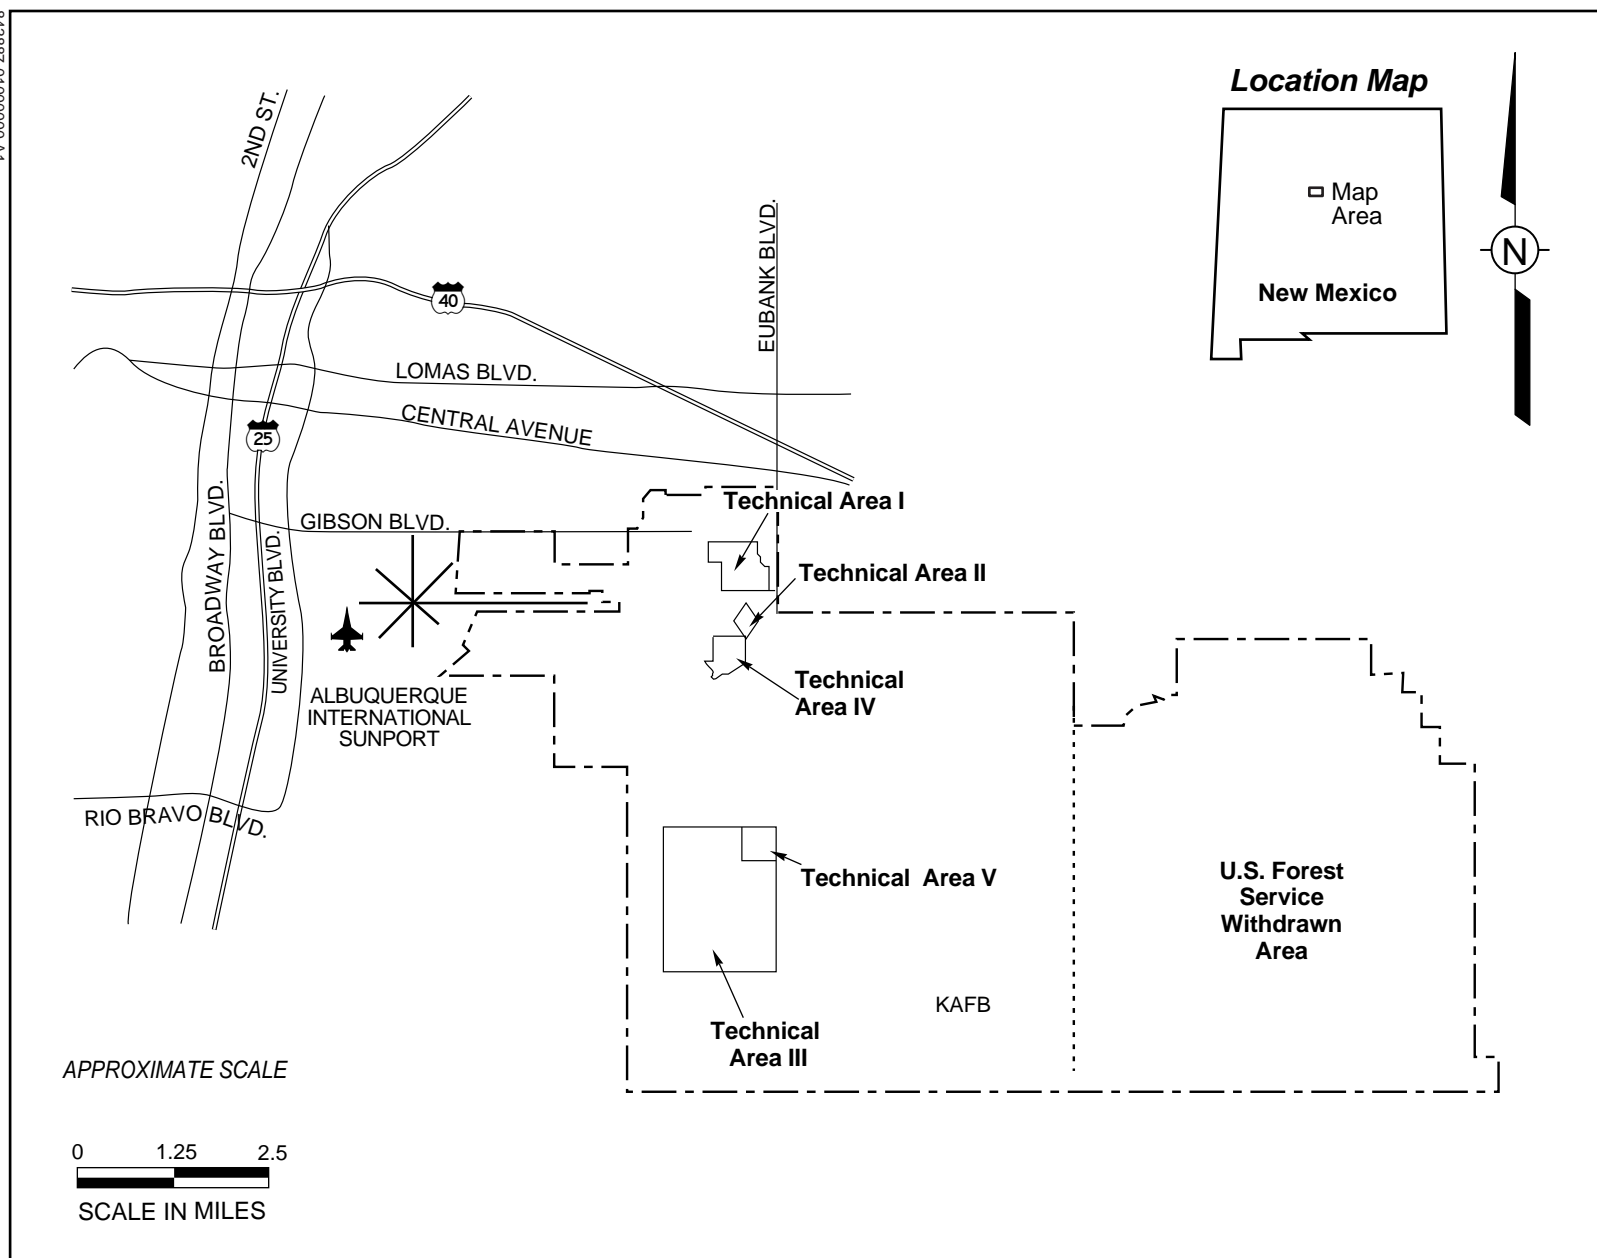 Location Map
Map
Area
New Mexico
N
2ND ST.
EUBANK BLVD.
40
LOMAS BLVD.
CENTRAL AVENUE
25
Technical Area I
GIBSON BLVD.
BROADWAY BLVD.
UNIVERSITY BLVD.
Technical Area II
ALBUQUERQUE
INTERNATIONAL
SUNPORT
Technical
Area IV
RIO BRAVO BLVD.
Technical Area V
U.S. Forest
Service
Withdrawn
Area
KAFB
Technical
Area III
APPROXIMATE SCALE
0 1.25 2.5
SCALE IN MILES